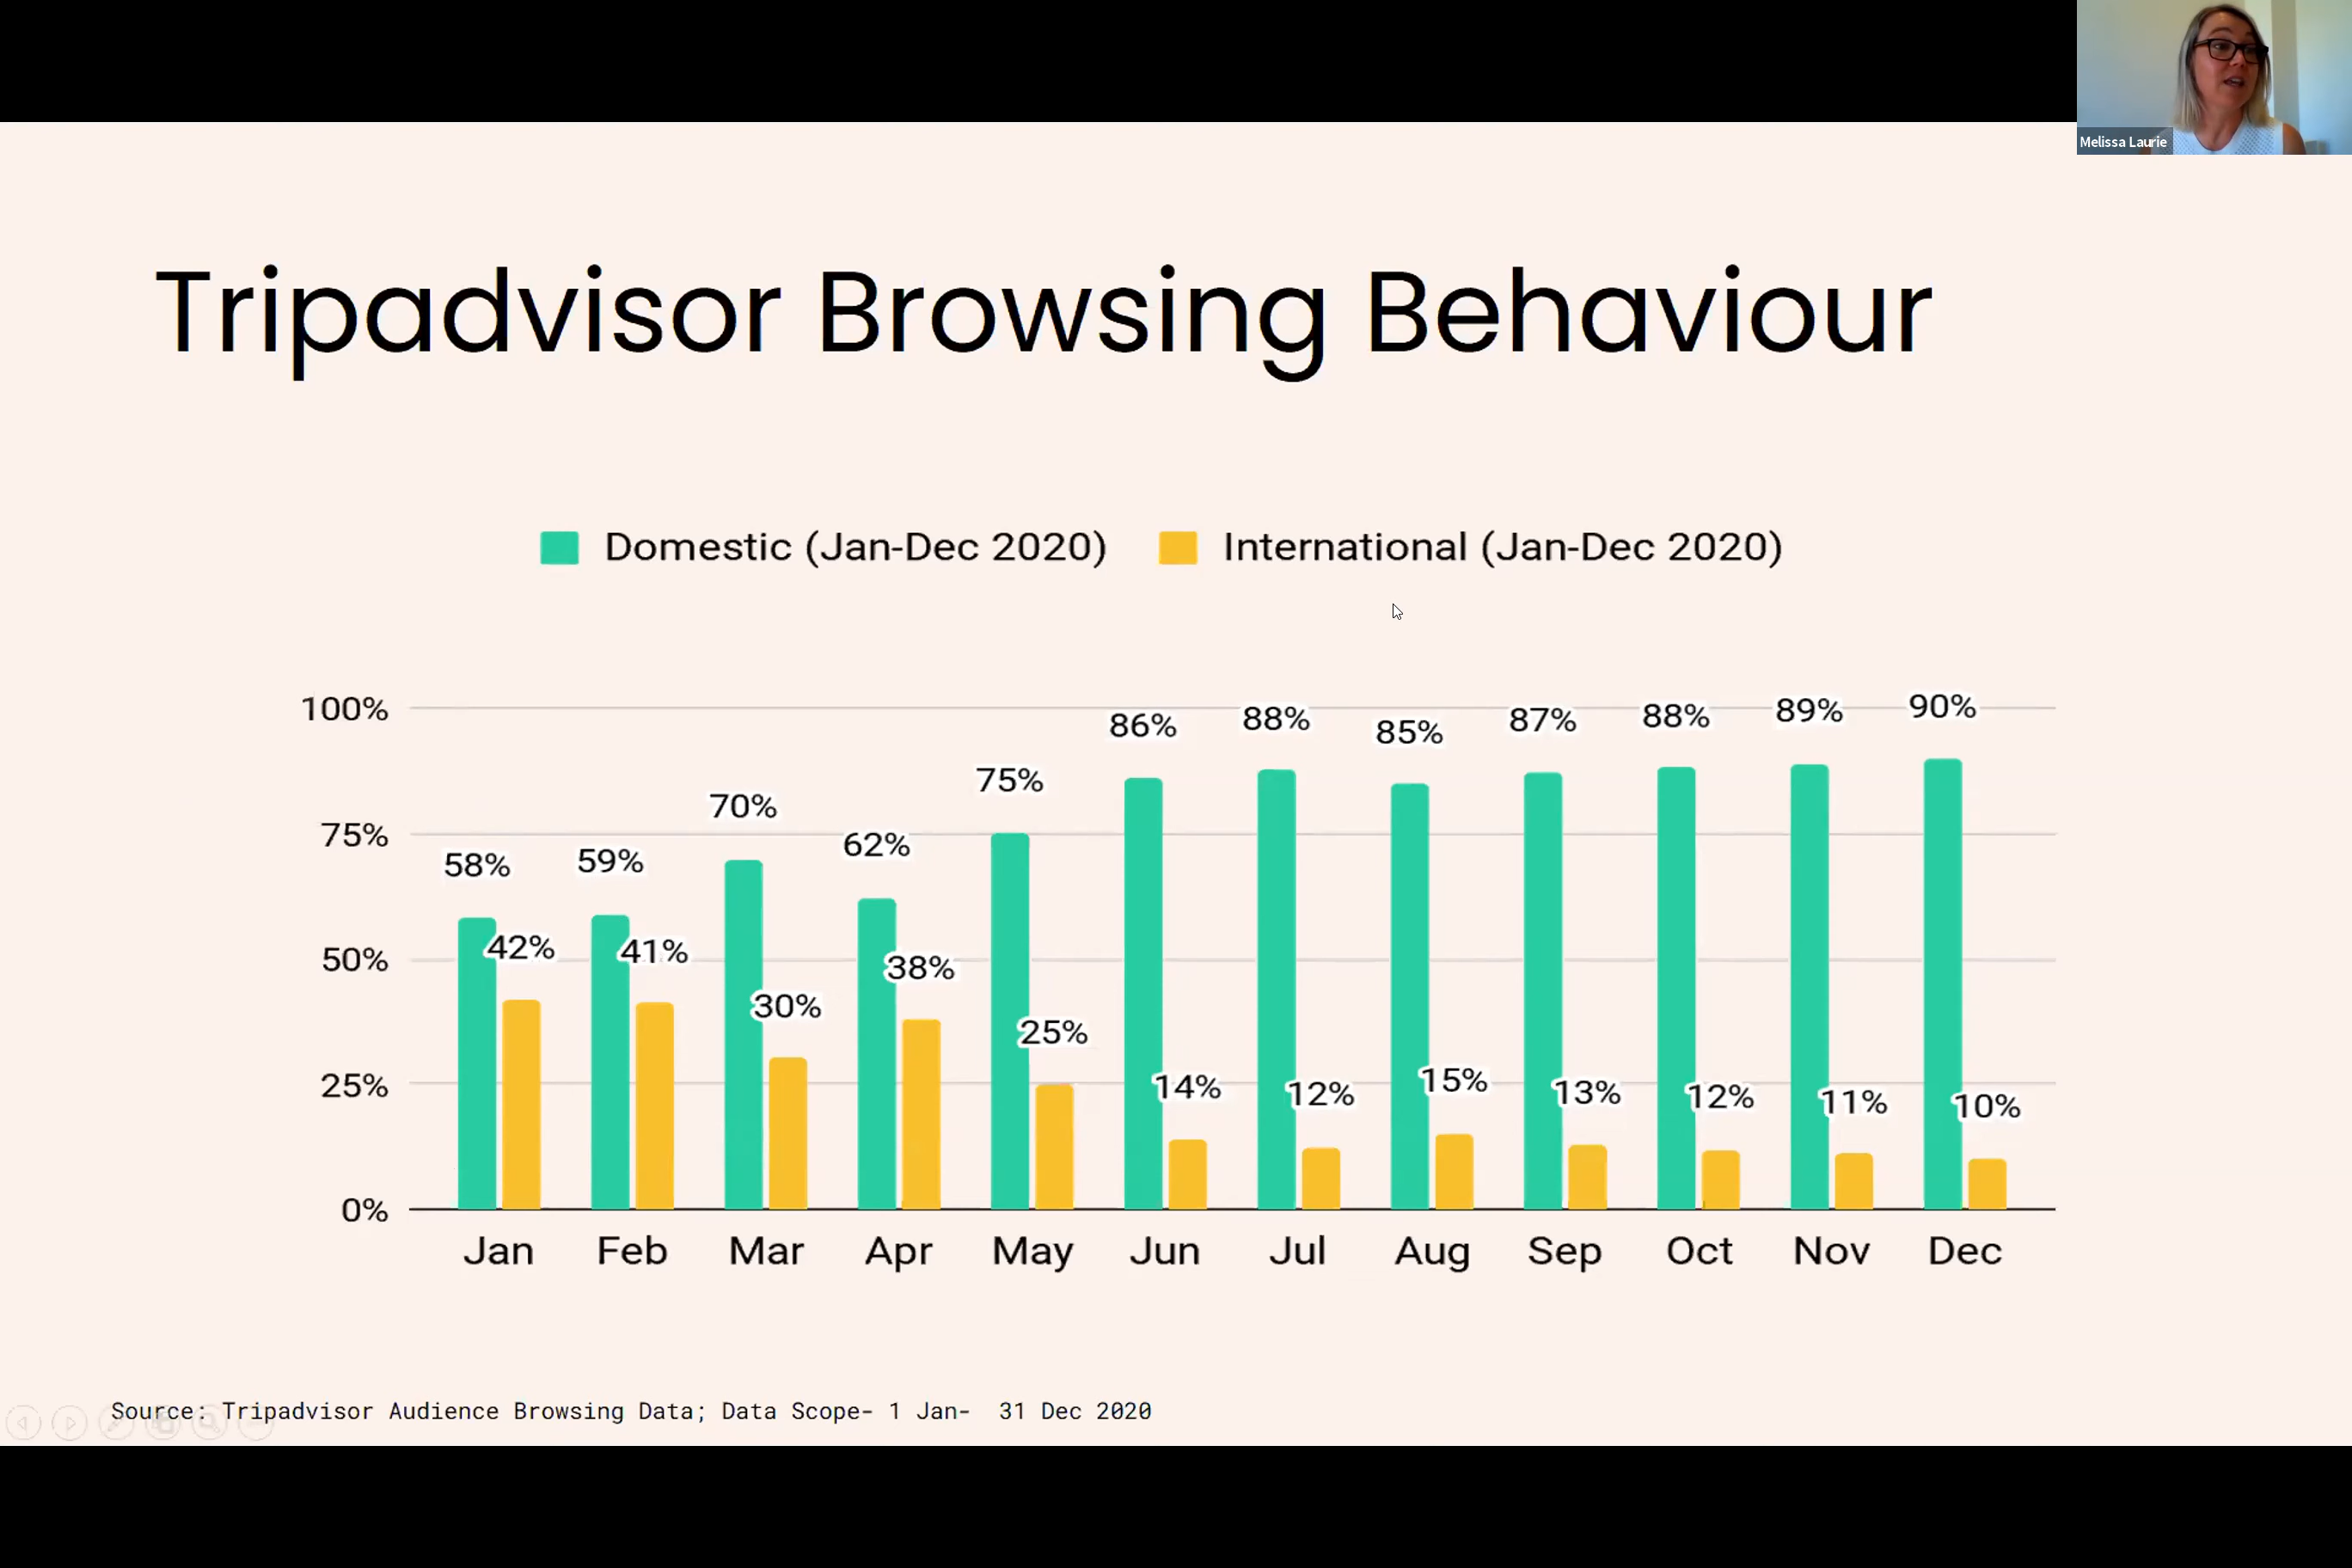 Melissa Laurie
Tripadvisor Browsing Behaviour
Domestic (Jan-Dec 2020) International (Jan-Dec 2020)
100%
75%
50%
25%
0%
58% 59% 70% 62% 75% 86% 88% 85% 87% 88% 89% 90%
42% 41% 30% 38% 25% 14% 12% 15% 13% 12% 11% 10%
Jan Feb Mar Apr May Jun Jul Aug Sep Oct Nov Dec
Source: Tripadvisor Audience Browsing Data; Data Scope- 1 Jan- 31 Dec 2020